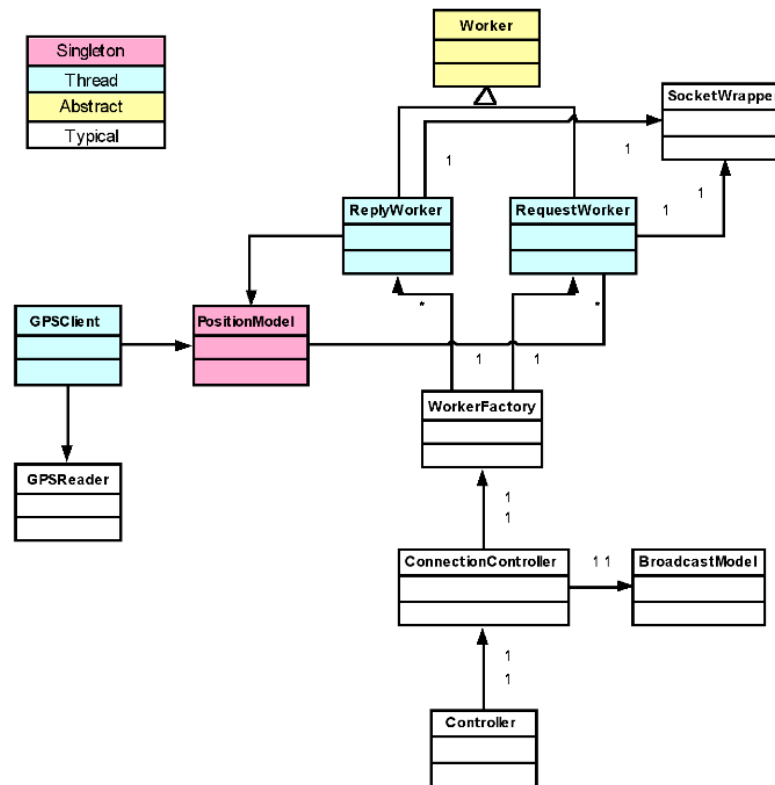 Worker
Singleton
Thread
Abstract
Typical
SocketWrapper
1
1
1
ReplyWorker
RequestWorker
1
*
*
GPSClient
PositionModel
1
1
WorkerFactory
GPSReader
1
1
ConnectionController
1 1
BroadcastModel
1
1
Controller